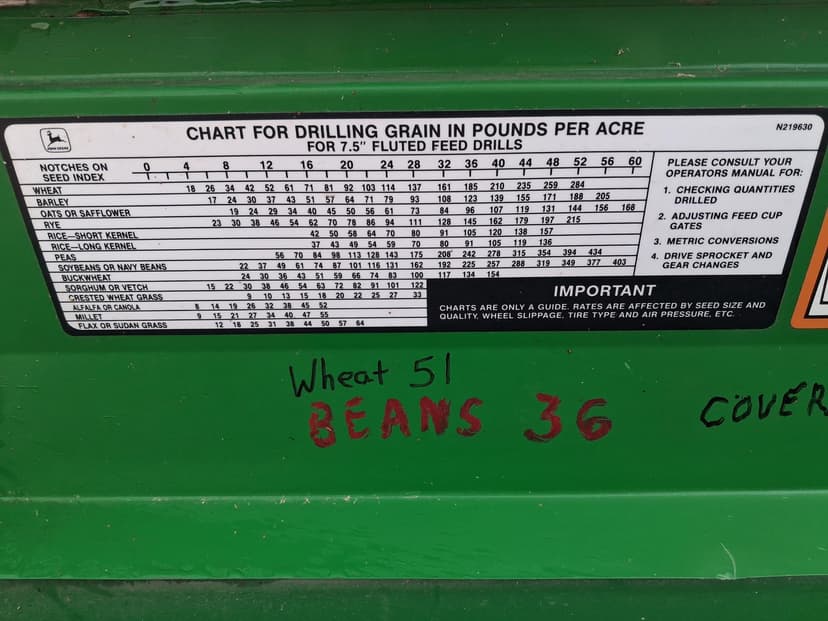 JOHN DEERE
CHART FOR DRILLING GRAIN IN POUNDS PER ACRE
FOR 7.5" FLUTED FEED DRILLS
N219630
NOTCHES ON SEED INDEX 0 4 8 12 16 20 24 28 32 36 40 44 48 52 56 60
WHEAT 18 26 34 42 52 61 71 81 92 103 114 137 161 185 210 235 259 284
BARLEY 17 24 30 37 43 51 57 64 71 79 93 108 123 139 155 171 188 205
OATS OR SAFFLOWER 19 24 29 34 40 45 50 56 61 73 84 96 107 119 131 144 156 168
RYE 23 30 38 46 54 62 70 78 86 94 111 128 145 162 179 197 215
RICE–SHORT KERNEL 42 50 58 64 70 80 91 105 120 138 157
RICE–LONG KERNEL 37 43 49 54 59 70 80 91 105 119 136
PEAS 56 70 84 98 113 128 143 175 208 242 278 315 354 394 434
SOYBEANS OR NAVY BEANS 22 37 49 61 74 87 101 116 131 162 192 225 257 288 319 349 377 403
BUCKWHEAT 24 30 36 43 51 59 66 74 83 100 117 134 154
SORGHUM OR VETCH 15 22 30 38 46 54 63 72 82 91 101 122
CRESTED WHEAT GRASS 9 10 13 15 18 20 22 25 27 33
ALFALFA OR CANOLA 8 14 19 26 32 38 45 52
MILLET 9 15 21 27 34 40 47 55
FLAX OR SUDAN GRASS 12 18 25 31 38 44 50 57 64
PLEASE CONSULT YOUR
OPERATORS MANUAL FOR:
1. CHECKING QUANTITIES
DRILLED
2. ADJUSTING FEED CUP
GATES
3. METRIC CONVERSIONS
4. DRIVE SPROCKET AND
GEAR CHANGES
IMPORTANT
CHARTS ARE ONLY A GUIDE. RATES ARE AFFECTED BY SEED SIZE AND
QUALITY, WHEEL SLIPPAGE, TIRE TYPE AND AIR PRESSURE, ETC.
Wheat 51
BEANS 36
COVER